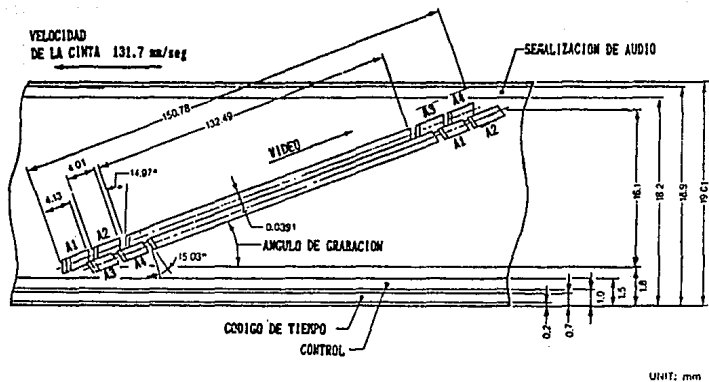 VELOCIDAD
DE LA CINTA 131.7 mm/seg
SEÑALIZACION DE AUDIO
150.78
132.49
4.01
4.13
14.97°
VIDEO
A3
A4
A1
A2
A1
A2
A3
A4
0.0391
ANGULO DE GRABACION
15.03°
16.1
18.2
18.9
19.01
1.8
1.5
1.0
0.7
0.2
CODIGO DE TIEMPO
CONTROL
UNIT: mm